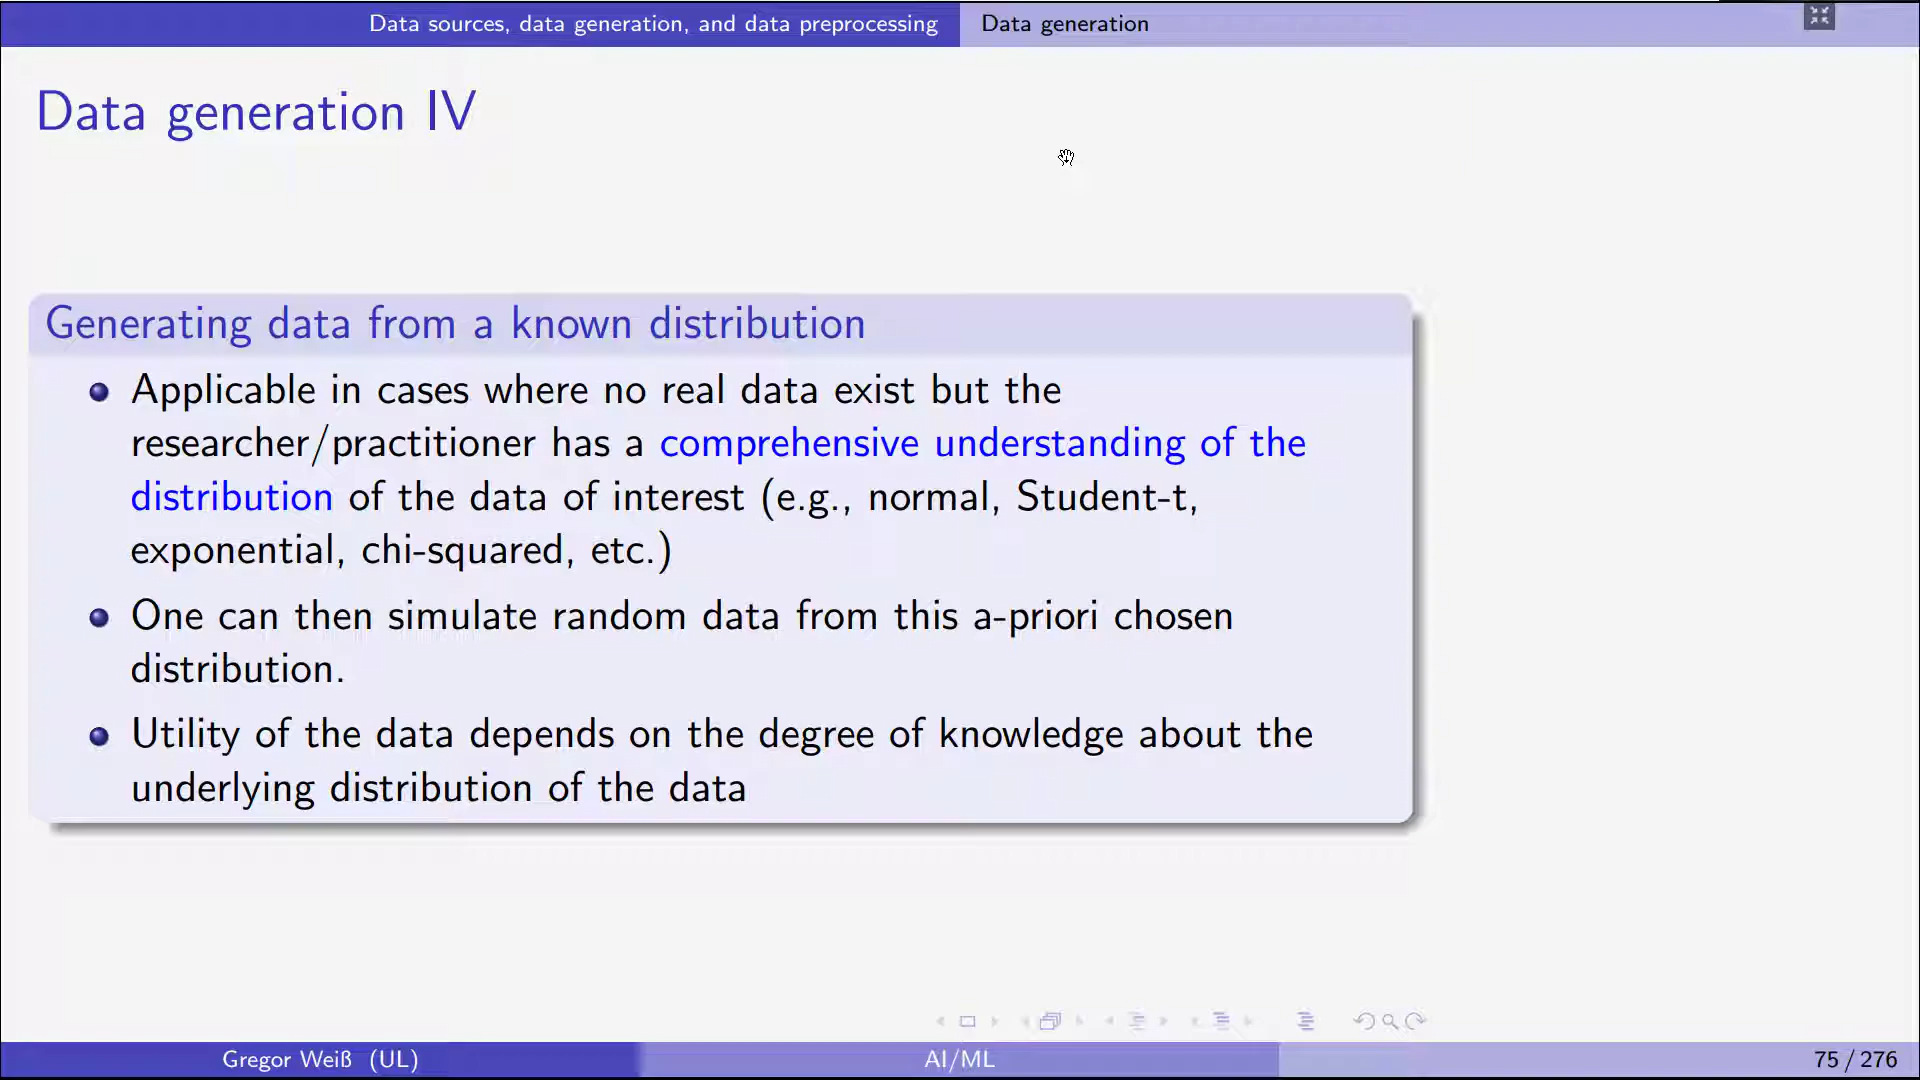 Data sources, data generation, and data preprocessing
Data generation
Data generation IV
Generating data from a known distribution
Applicable in cases where no real data exist but the
researcher/practitioner has a comprehensive understanding of the
distribution of the data of interest (e.g., normal, Student-t,
exponential, chi-squared, etc.)
One can then simulate random data from this a-priori chosen
distribution.
Utility of the data depends on the degree of knowledge about the
underlying distribution of the data
Gregor Weiß (UL)
AI/ML
75 / 276